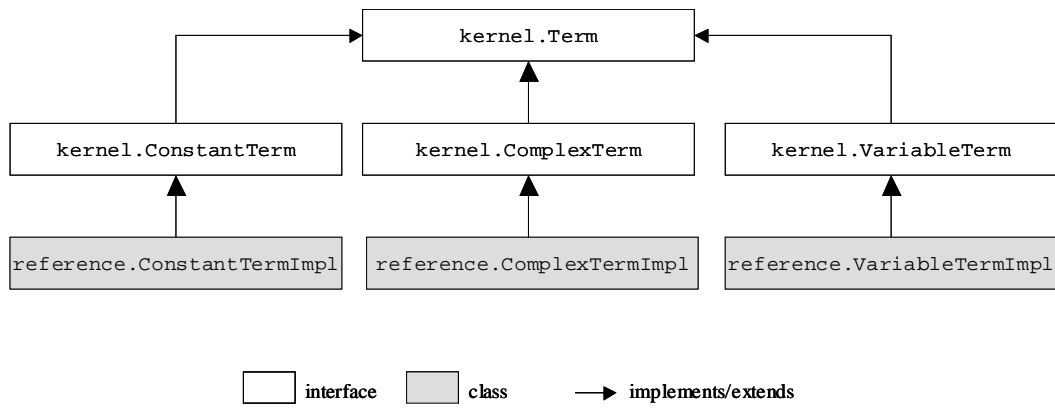 kernel.Term
kernel.ConstantTerm
kernel.ComplexTerm
kernel.VariableTerm
reference.ConstantTermImpl
reference.ComplexTermImpl
reference.VariableTermImpl
interface
class
implements/extends